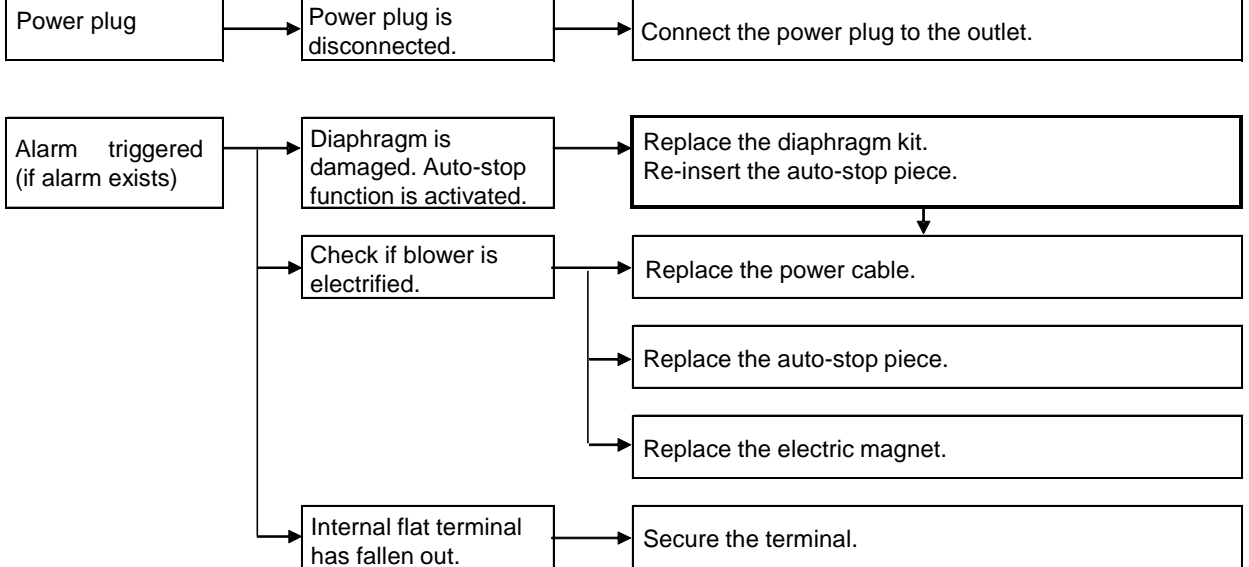 Power plug
Power plug is
disconnected.
Connect the power plug to the outlet.
Alarm triggered
(if alarm exists)
Diaphragm is
damaged. Auto-stop
function is activated.
Replace the diaphragm kit.
Re-insert the auto-stop piece.
Check if blower is
electrified.
Replace the power cable.
Replace the auto-stop piece.
Replace the electric magnet.
Internal flat terminal
has fallen out.
Secure the terminal.